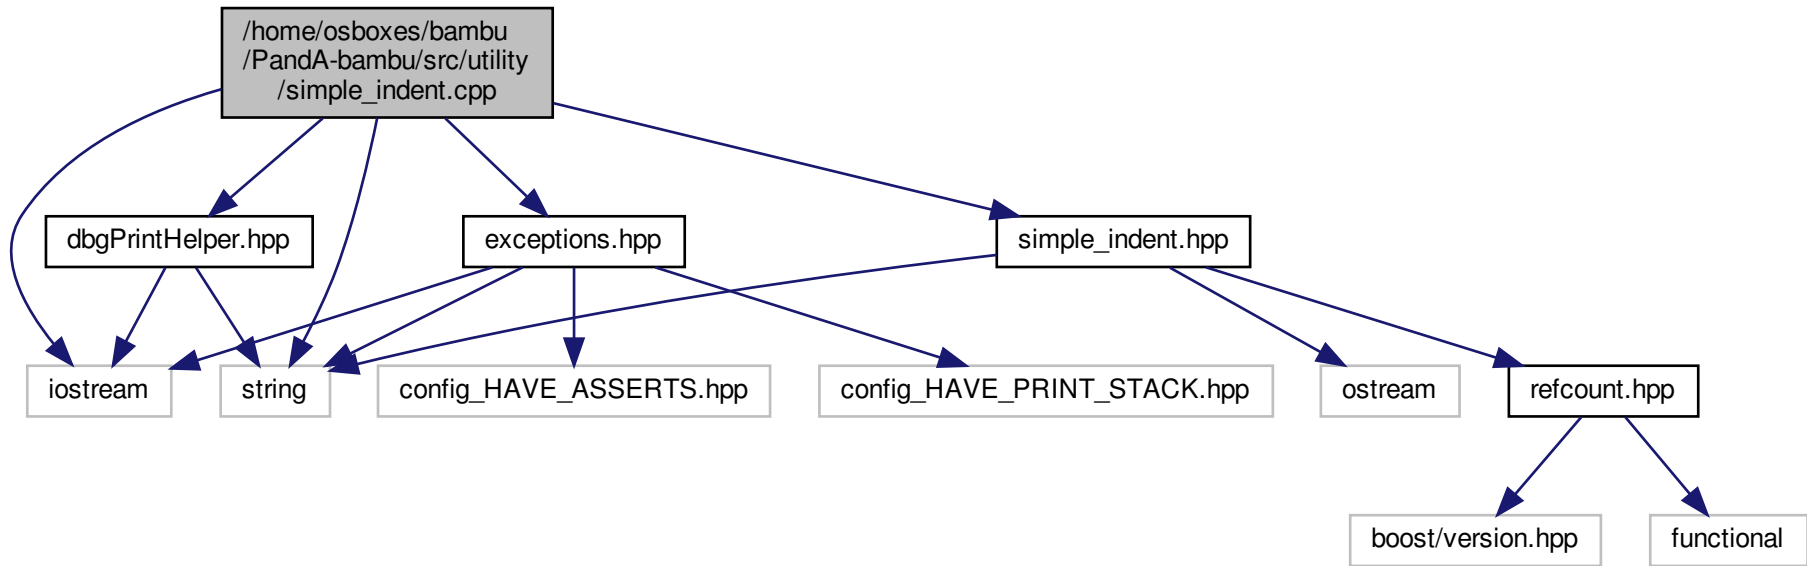 /home/osboxes/bambu
/PandA-bambu/src/utility
/simple_indent.cpp
dbgPrintHelper.hpp
exceptions.hpp
simple_indent.hpp
iostream
string
config_HAVE_ASSERTS.hpp
config_HAVE_PRINT_STACK.hpp
ostream
refcount.hpp
boost/version.hpp
functional